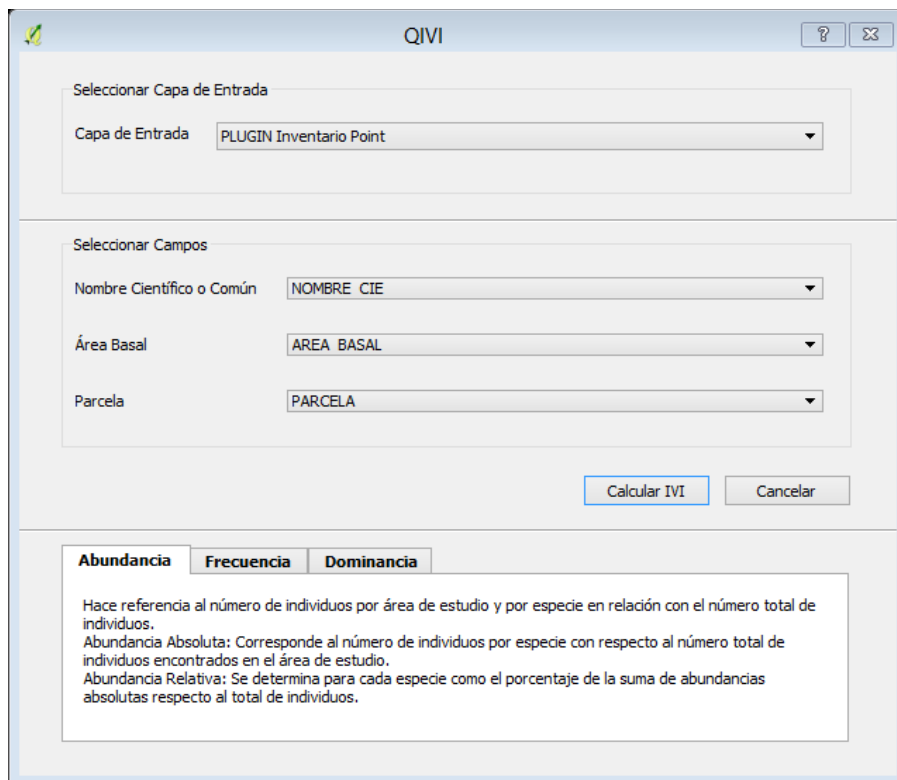 QIVI
?
Seleccionar Capa de Entrada
Capa de Entrada
PLUGIN Inventario Point
Seleccionar Campos
Nombre Científico o Común
NOMBRE_CIE
Área Basal
AREA_BASAL
Parcela
PARCELA
Calcular IVI
Cancelar
Abundancia
Frecuencia
Dominancia
Hace referencia al número de individuos por área de estudio y por especie en relación con el número total de
individuos.
Abundancia Absoluta: Corresponde al número de individuos por especie con respecto al número total de
individuos encontrados en el área de estudio.
Abundancia Relativa: Se determina para cada especie como el porcentaje de la suma de abundancias
absolutas respecto al total de individuos.